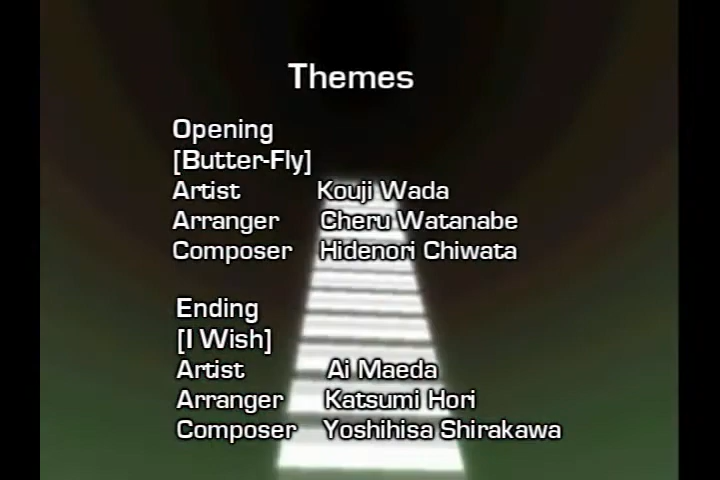 Themes
Opening
[Butter-Fly]
Artist Kouji Wada
Arranger Cheru Watanabe
Composer Hidenori Chiwata
Ending
[I Wish]
Artist Ai Maeda
Arranger Katsumi Hori
Composer Yoshihisa Shirakawa